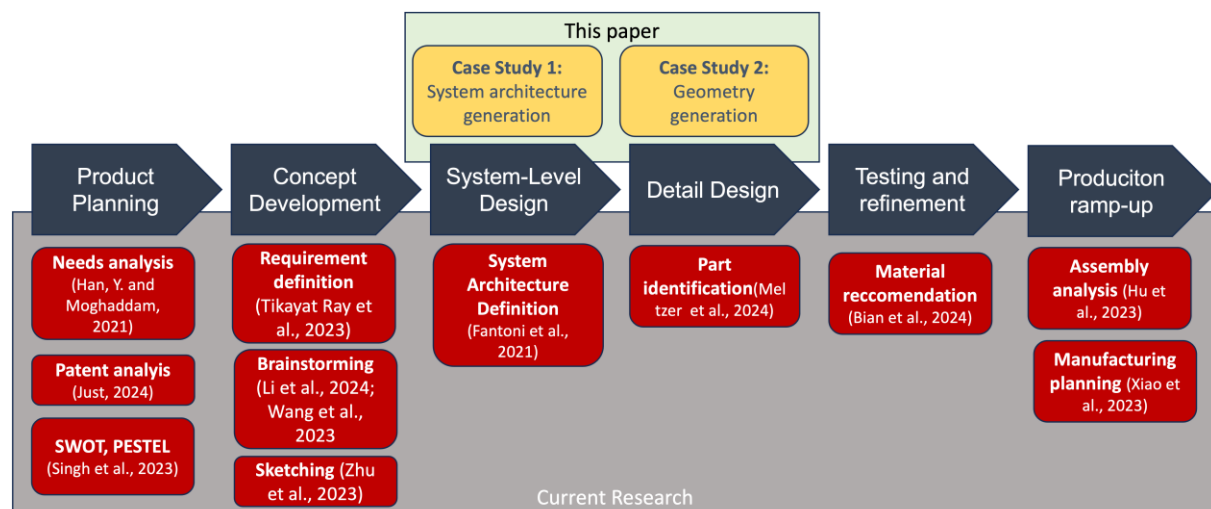 This paper
Case Study 1:
System architecture
generation
Case Study 2:
Geometry
generation
Product
Planning
Concept
Development
System-Level
Design
Detail Design
Testing and
refinement
Produciton
ramp-up
Needs analysis
(Han, Y. and
Moghaddam,
2021)
Patent analyis
(Just, 2024)
SWOT, PESTEL
(Singh et al., 2023)
Requirement
definition
(Tikayat Ray et
al., 2023)
Brainstorming
(Li et al., 2024;
Wang et al.,
2023
Sketching (Zhu
et al., 2023)
System
Architecture
Definition
(Fantoni et al.,
2021)
Part
identification(Mel
tzer et al., 2024)
Material
reccomendation
(Bian et al., 2024)
Assembly
analysis (Hu et
al., 2023)
Manufacturing
planning (Xiao et
al., 2023)
Current Research